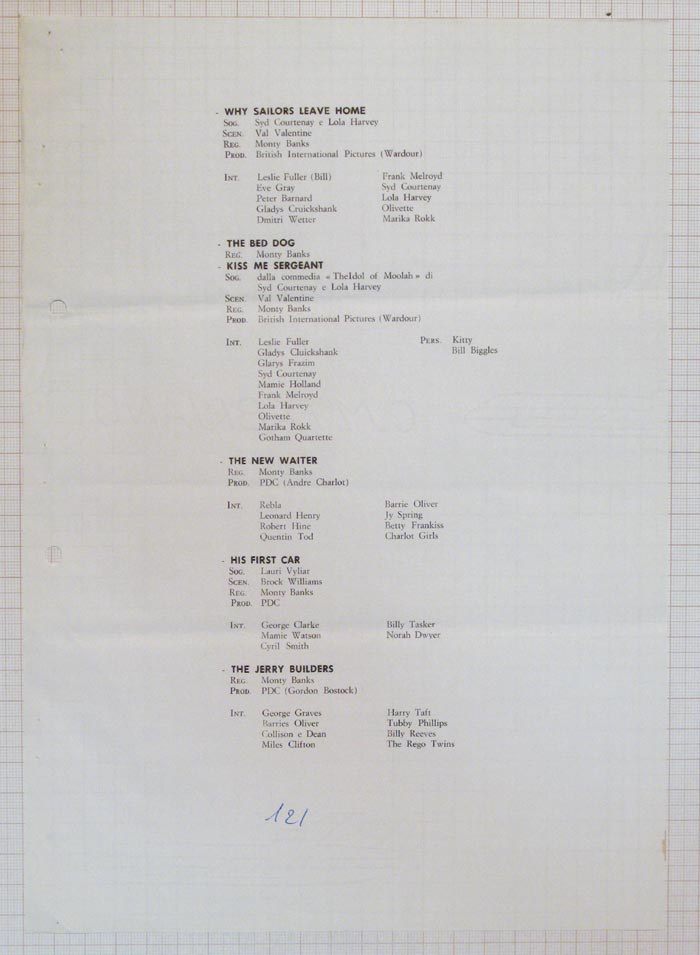 - WHY SAILORS LEAVE HOME
SOG. Syd Courtenay e Lola Harvey
SCEN. Val Valentine
REG. Monty Banks
PROD. British International Pictures (Wardour)
INT. Leslie Fuller (Bill) Frank Melroyd
Eve Gray Syd Courtenay
Peter Barnard Lola Harvey
Gladys Cruickshank Olivette
Dmitri Wetter Marika Rokk
- THE BED DOG
REG. Monty Banks
- KISS ME SERGEANT
SOG. dalla commedia « TheIdol of Moolah » di
Syd Courtenay e Lola Harvey
SCEN. Val Valentine
REG. Monty Banks
PROD. British International Pictures (Wardour)
INT. Leslie Fuller PERS. Kitty
Gladys Cluickshank Bill Biggles
Glarys Frazim
Syd Courtenay
Mamie Holland
Frank Melroyd
Lola Harvey
Olivette
Marika Rokk
Gotham Quartette
- THE NEW WAITER
REG. Monty Banks
PROD. PDC (Andre Charlot)
INT. Rebla Barrie Oliver
Leonard Henry Jy Spring
Robert Hine Betty Frankiss
Quentin Tod Charlot Girls
- HIS FIRST CAR
SOG. Lauri Vyliar
SCEN. Brock Williams
REG. Monty Banks
PROD. PDC
INT. George Clarke Billy Tasker
Mamie Watson Norah Dwyer
Cyril Smith
- THE JERRY BUILDERS
REG. Monty Banks
PROD. PDC (Gordon Bostock)
INT. George Graves Harry Taft
Barries Oliver Tubby Phillips
Collison e Dean Billy Reeves
Miles Clifton The Rego Twins
121